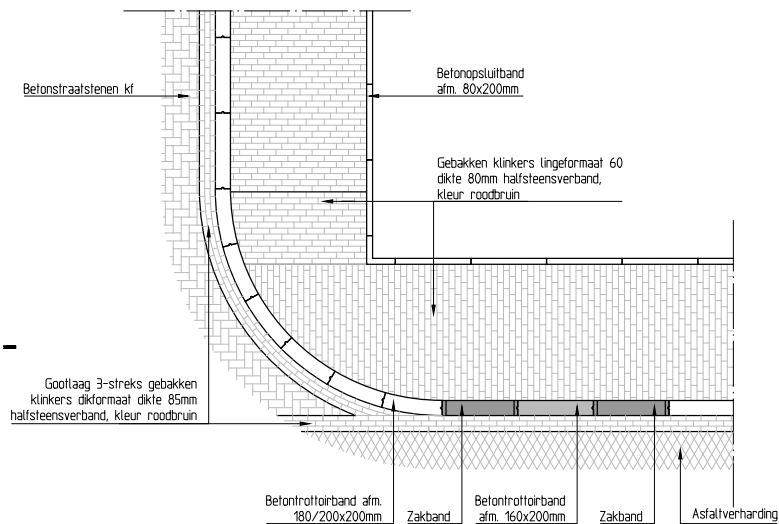 Betonstraatstenen kf
Betonopsluitband
afm. 80x200mm
Gebakken klinkers lingeformaat 60
dikte 80mm halfsteensverband,
kleur roodbruin
Gootlaag 3-streks gebakken
klinkers dikformaat dikte 85mm
halfsteensverband, kleur roodbruin
Betontrottoirband afm.
180/200x200mm
Zakband
Betontrottoirband
afm. 160x200mm
Zakband
Asfaltverharding